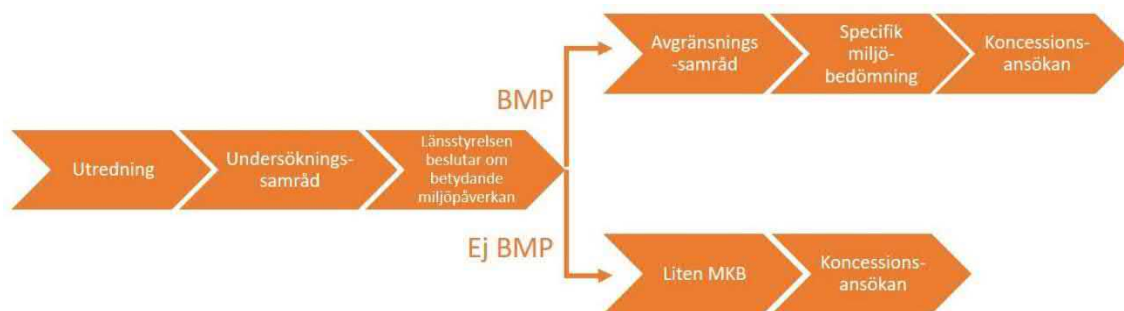 Utredning
Undersöknings-
samråd
Länsstyrelsen
beslutar om
betydande
miljöpåverkan
BMP
Avgränsnings
-samråd
Specifik
miljö-
bedömning
Koncessions-
ansökan
Ej BMP
Liten MKB
Koncessions-
ansökan